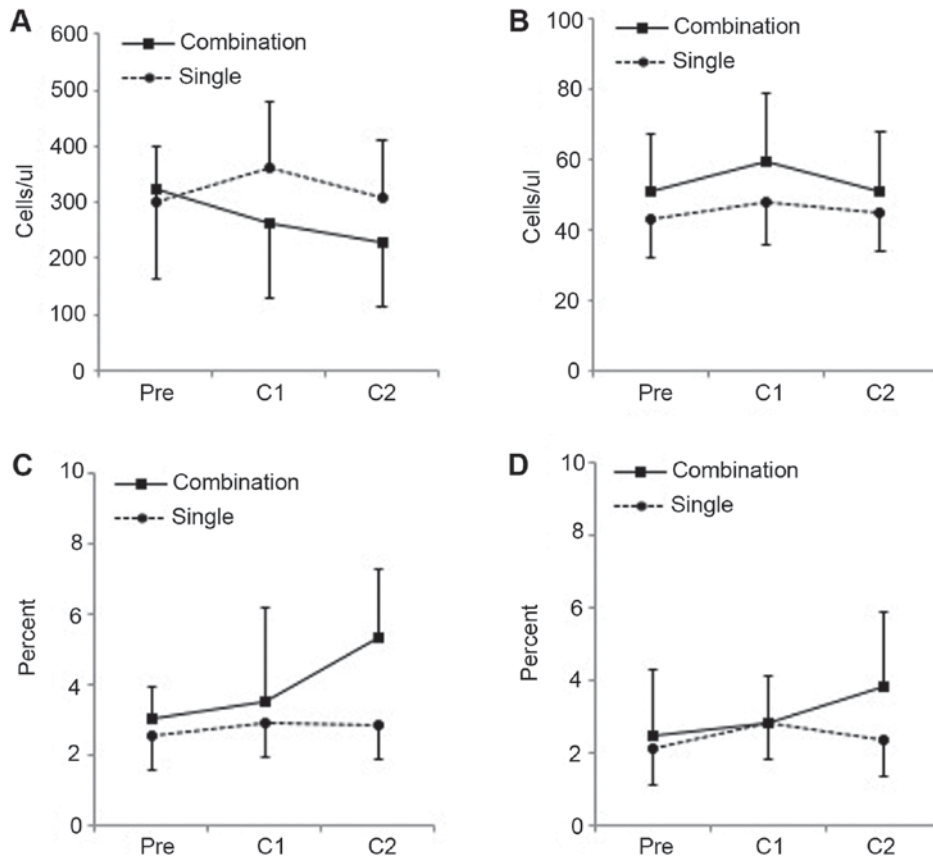 A
600
500
400
300
200
100
0
Cells/ul
Combination
Single
Pre C1 C2
B
100
80
60
40
20
0
Cells/ul
Combination
Single
Pre C1 C2
C
10
8
6
4
2
0
Percent
Combination
Single
Pre C1 C2
D
10
8
6
4
2
0
Percent
Combination
Single
Pre C1 C2